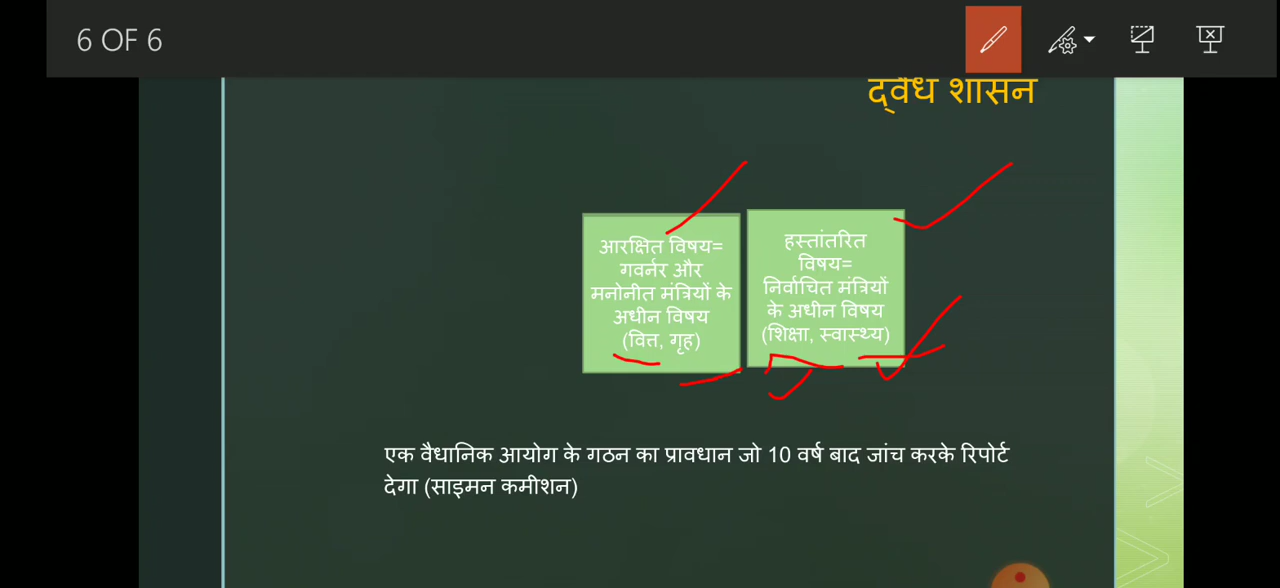 6 OF 6
द्वैध शासन
आरक्षित विषय=
गवर्नर और
मनोनीत मंत्रियों के
अधीन विषय
(वित्त, गृह)
हस्तांतरित
विषय=
निर्वाचित मंत्रियों
के अधीन विषय
(शिक्षा, स्वास्थ्य)
एक वैधानिक आयोग के गठन का प्रावधान जो 10 वर्ष बाद जांच करके रिपोर्ट
देगा (साइमन कमीशन)